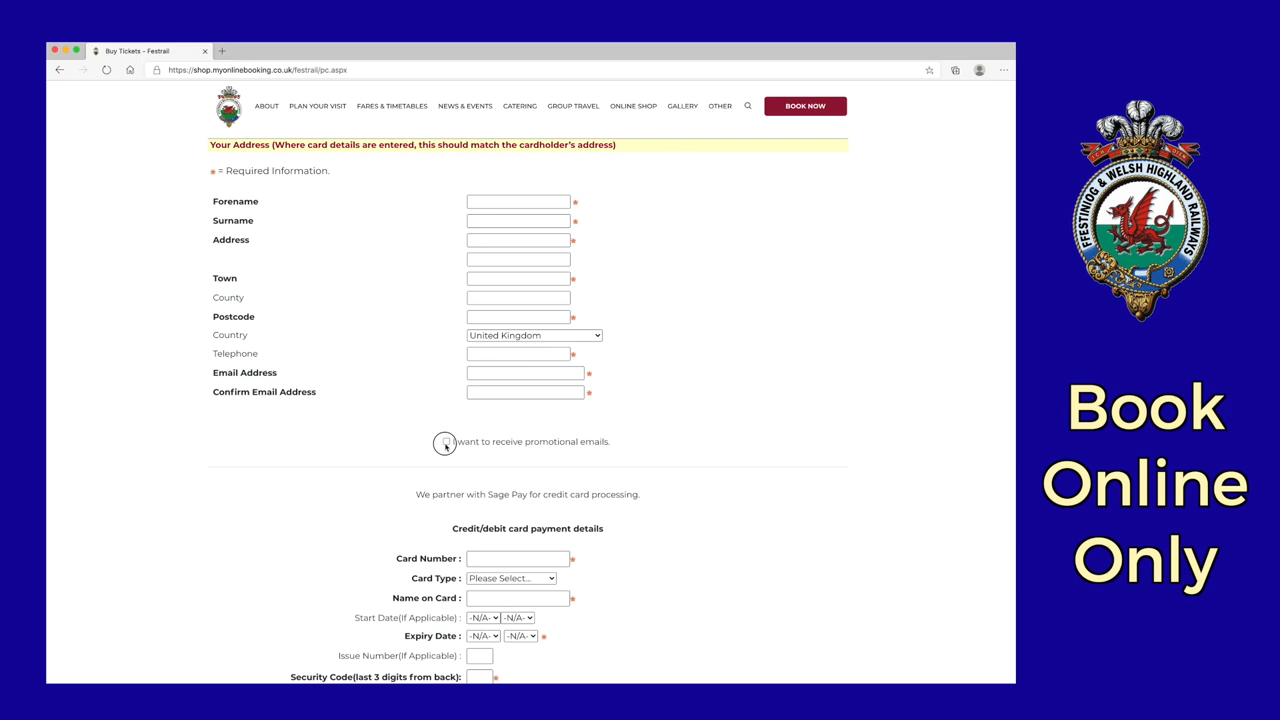 Buy Tickets - Festrail
https://shop.myonlinebooking.co.uk/festrail/pc.aspx
ABOUT PLAN YOUR VISIT FARES & TIMETABLES NEWS & EVENTS CATERING GROUP TRAVEL ONLINE SHOP GALLERY OTHER BOOK NOW
Your Address (Where card details are entered, this should match the cardholder's address)
* = Required Information.
Forename *
Surname *
Address *
Town *
County
Postcode *
Country United Kingdom
Telephone *
Email Address *
Confirm Email Address *
I want to receive promotional emails.
We partner with Sage Pay for credit card processing.
Credit/debit card payment details
Card Number : *
Card Type : Please Select...
Name on Card : *
Start Date(If Applicable) : -N/A- -N/A-
Expiry Date : -N/A- -N/A- *
Issue Number(If Applicable) :
Security Code(last 3 digits from back): *
FFESTINIOG & WELSH HIGHLAND RAILWAYS
Book
Online
Only